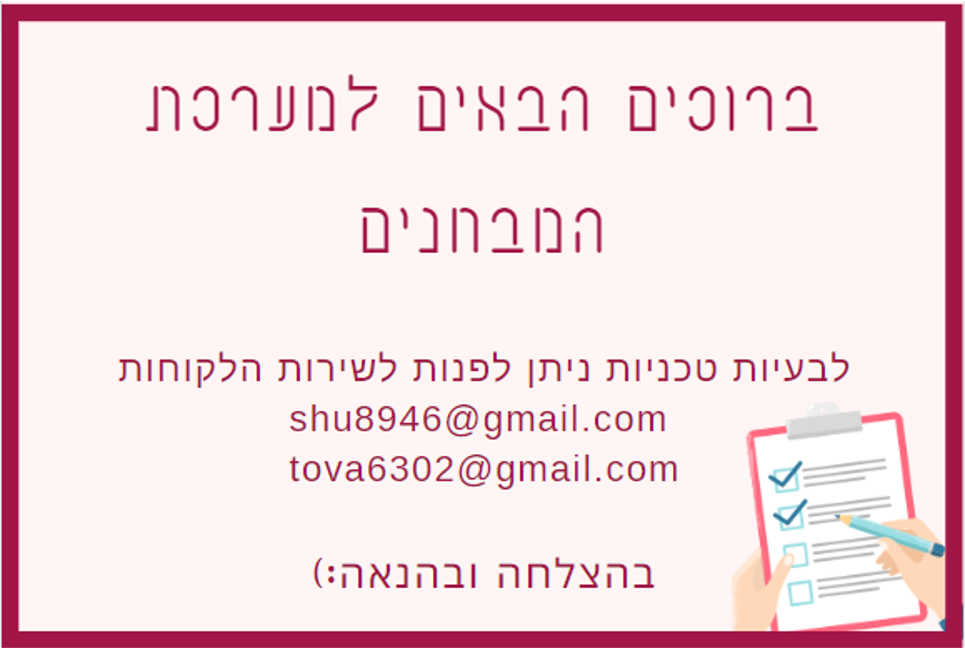 ברוכים הבאים למערכת
המבחנים
לבעיות טכניות ניתן לפנות לשירות הלקוחות
shu8946@gmail.com
tova6302@gmail.com
בהצלחה ובהנאה:)